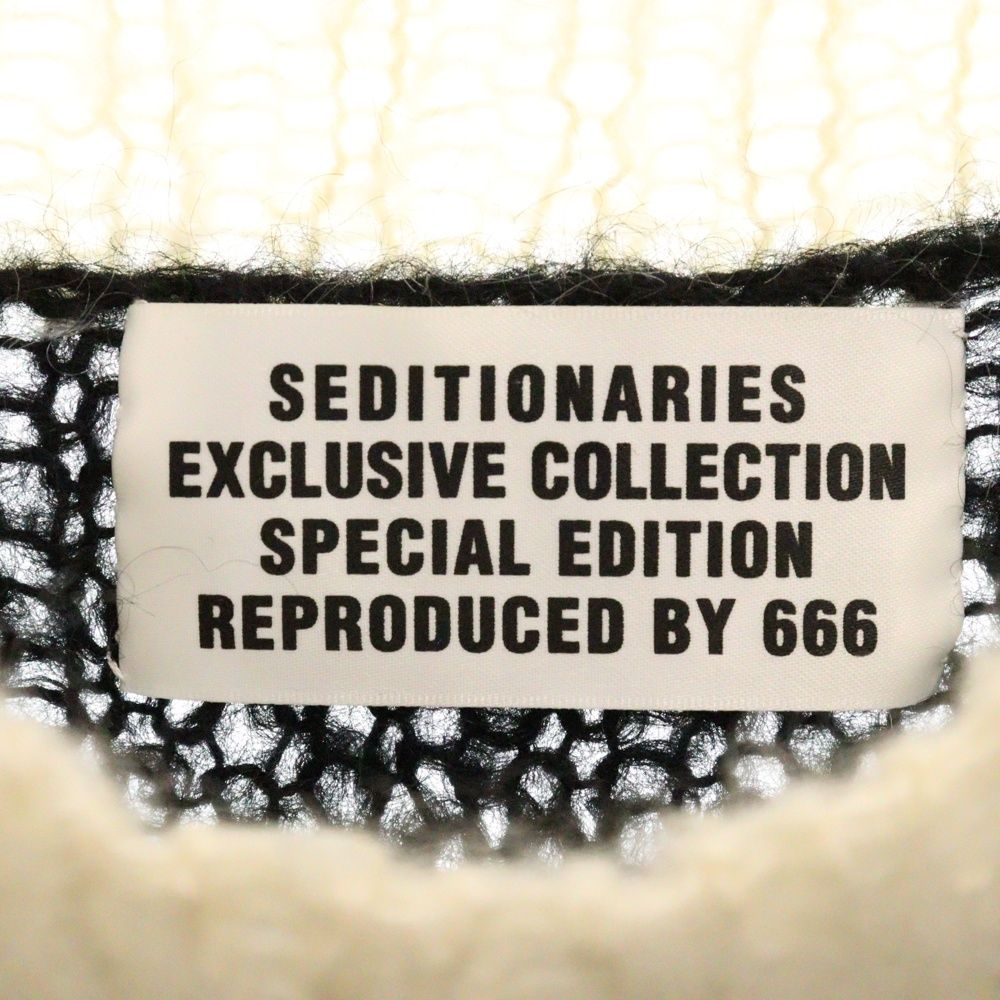 SEDITIONARIES
EXCLUSIVE COLLECTION
SPECIAL EDITION
REPRODUCED BY 666